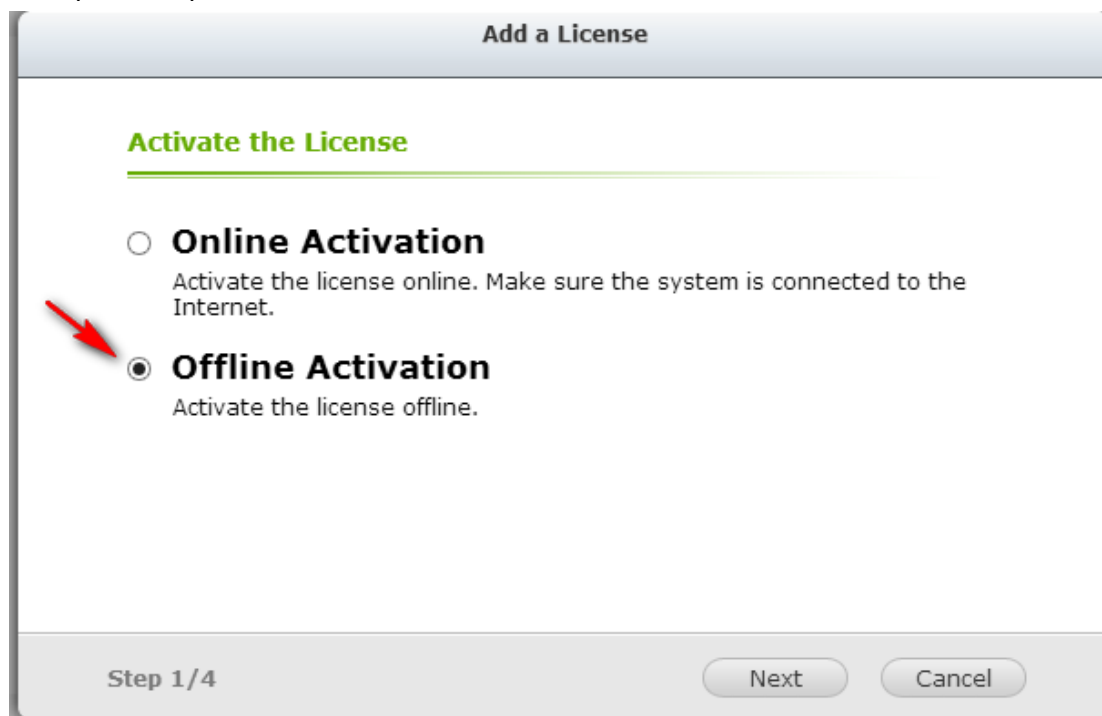 Add a License
Activate the License
Online Activation
Activate the license online. Make sure the system is connected to the
Internet.
Offline Activation
Activate the license offline.
Step 1/4
Next
Cancel